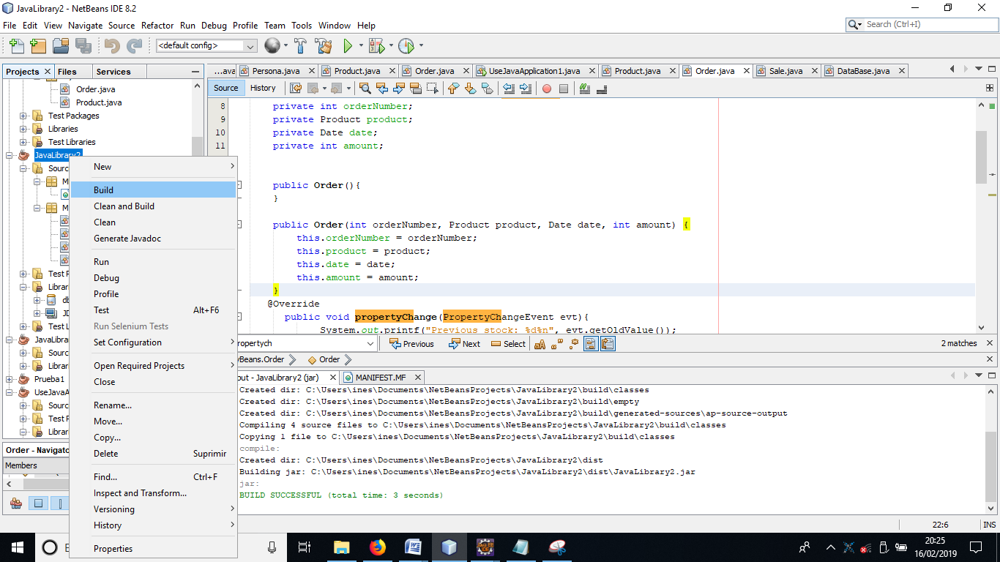 JavaLibrary2 - NetBeans IDE 8.2
File Edit View Navigate Source Refactor Run Debug Profile Team Tools Window Help
Search (Ctrl+I)
<default config>
Projects Files Services
...ava Persona.java Product.java Order.java UseJavaApplication1.java Product.java Order.java Sale.java DataBase.java
Source History
Order.java
Product.java
Test Packages
Libraries
Test Libraries
JavaLibrary2
Sourc
M
M
Test P
Librari
db
JD
Test L
JavaLibra
Sourc
Librari
Prueba1
UseJavaA
Sourc
Test P
Librari
Order - Navigato
Members
New
Build
Clean and Build
Clean
Generate Javadoc
Run
Debug
Profile
Test Alt+F6
Run Selenium Tests
Set Configuration
Open Required Projects
Close
Rename...
Move...
Copy...
Delete Suprimir
Find... Ctrl+F
Inspect and Transform...
Versioning
History
Properties
8 private int orderNumber;
9 private Product product;
10 private Date date;
11 private int amount;
public Order(){
}
public Order(int orderNumber, Product product, Date date, int amount) {
this.orderNumber = orderNumber;
this.product = product;
this.date = date;
this.amount = amount;
}
@Override
public void propertyChange(PropertyChangeEvent evt){
System.out.printf("Previous stock: %d%n", evt.getOldValue());
ropertych Previous Next Select aA 2 matches
yBeans.Order Order
out - JavaLibrary2 (jar) MANIFEST.MF
Created dir: C:\Users\ines\Documents\NetBeansProjects\JavaLibrary2\build\classes
Created dir: C:\Users\ines\Documents\NetBeansProjects\JavaLibrary2\build\empty
Created dir: C:\Users\ines\Documents\NetBeansProjects\JavaLibrary2\build\generated-sources\ap-source-output
Compiling 4 source files to C:\Users\ines\Documents\NetBeansProjects\JavaLibrary2\build\classes
Copying 1 file to C:\Users\ines\Documents\NetBeansProjects\JavaLibrary2\build\classes
compile:
Created dir: C:\Users\ines\Documents\NetBeansProjects\JavaLibrary2\dist
Building jar: C:\Users\ines\Documents\NetBeansProjects\JavaLibrary2\dist\JavaLibrary2.jar
jar:
BUILD SUCCESSFUL (total time: 3 seconds)
22:6 INS
20:25
16/02/2019